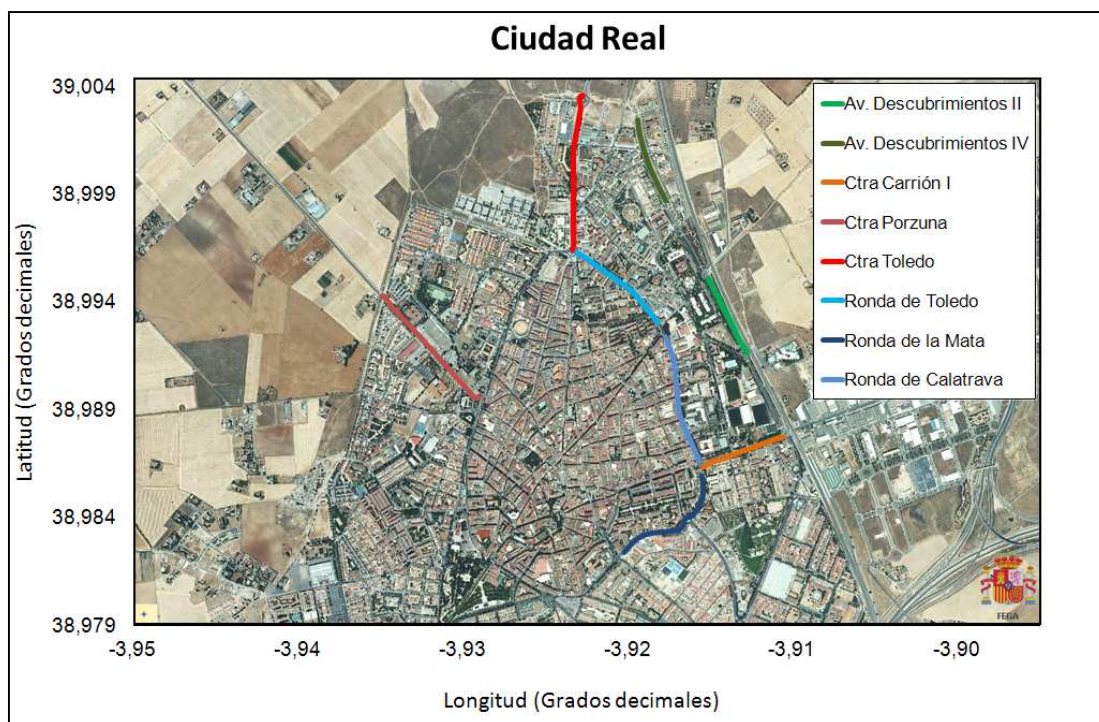 Ciudad Real
39,004
38,999
38,994
38,989
38,984
38,979
Latitud (Grados decimales)
-3,95
-3,94
-3,93
-3,92
-3,91
-3,90
Longitud (Grados decimales)
Av. Descubrimientos II
Av. Descubrimientos IV
Ctra Carrión I
Ctra Porzuna
Ctra Toledo
Ronda de Toledo
Ronda de la Mata
Ronda de Calatrava
FEGA